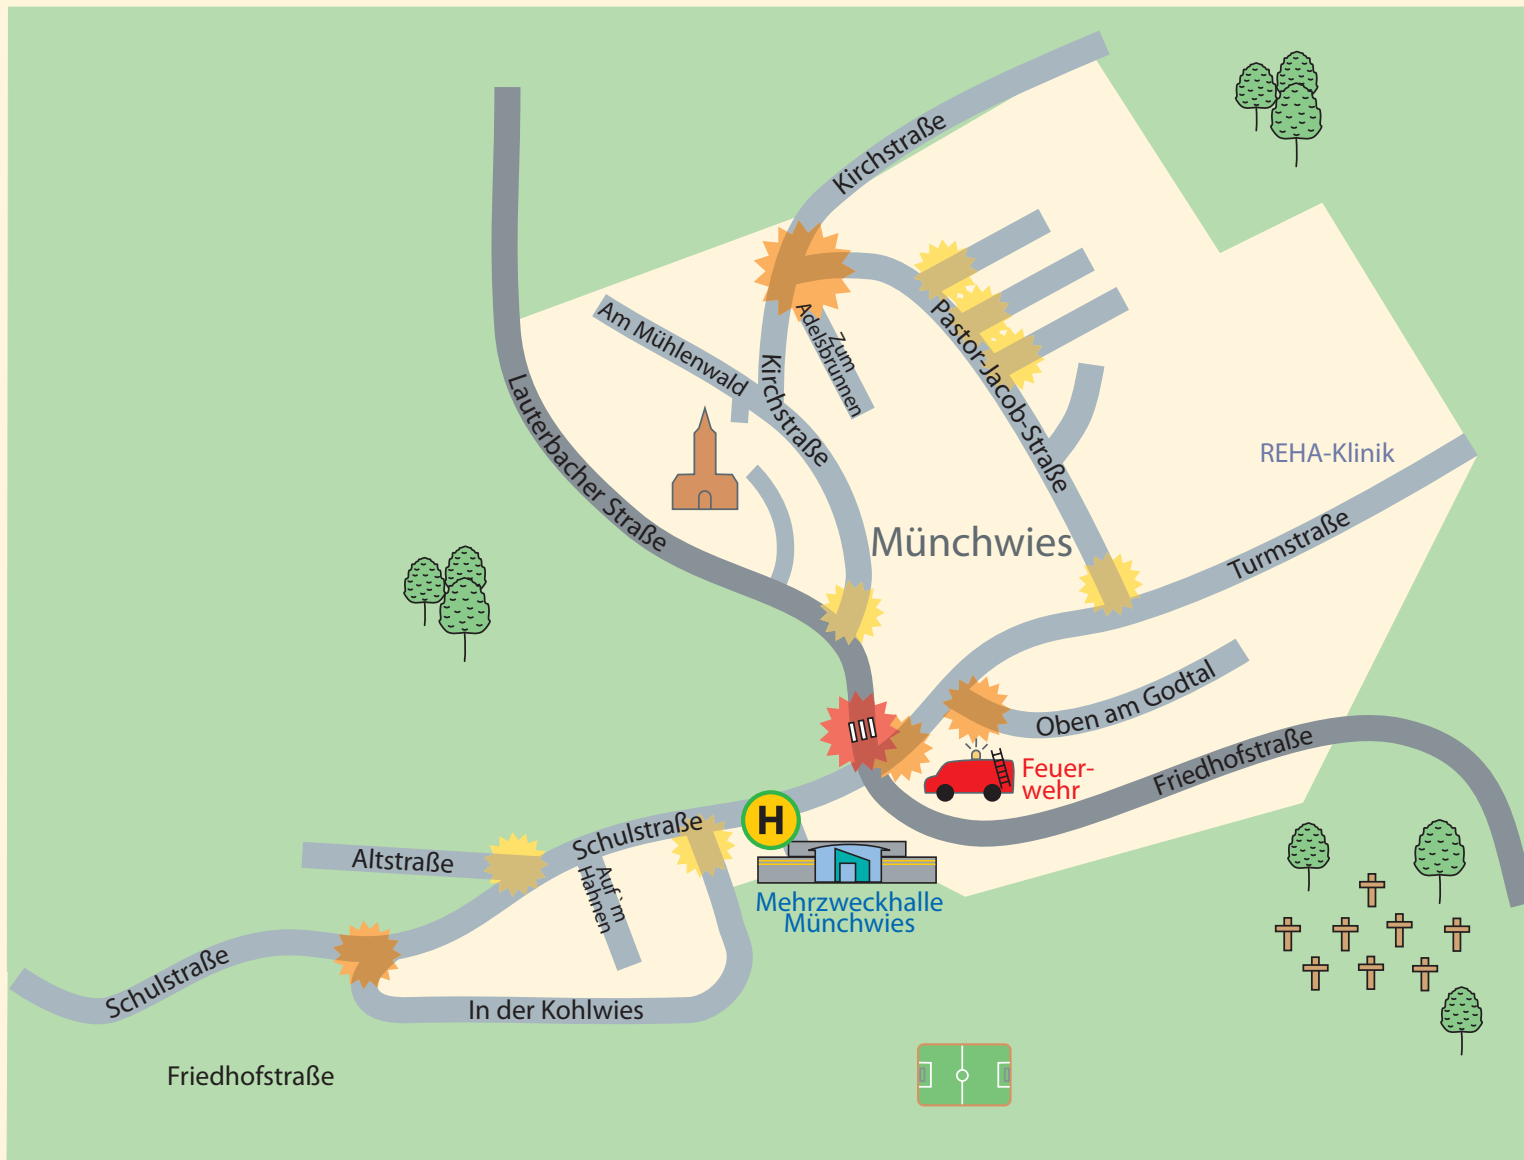 Kirchstraße
Am Mühlenwald
Zum
Adelsbrunnen
Kirchstraße
Pastor-Jacob-Straße
Lauterbacher Straße
REHA-Klinik
Münchwies
Turmstraße
Oben am Godtal
Friedhofstraße
Feuer-
wehr
H
Schulstraße
Altstraße
Auf`m
Hahnen
Mehrzweckhalle
Münchwies
Schulstraße
In der Kohlwies
Friedhofstraße